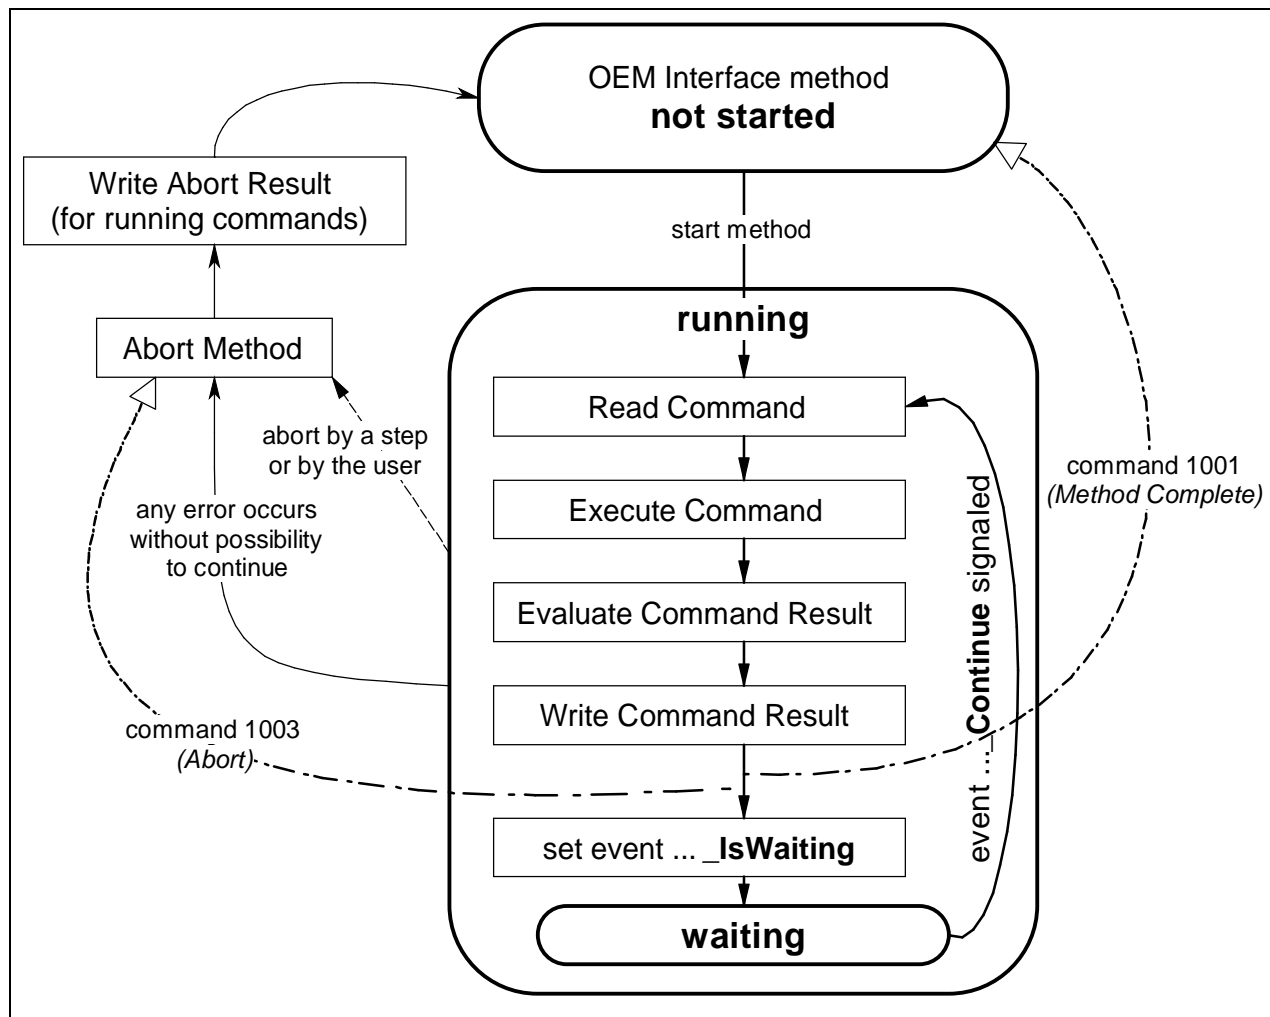 OEM Interface method
not started
Write Abort Result
(for running commands)
start method
running
Abort Method
Read Command
abort by a step
or by the user
command 1001
(Method Complete)
Execute Command
any error occurs
without possibility
to continue
event ..._Continue signaled
Evaluate Command Result
Write Command Result
command 1003
(Abort)
set event ... _IsWaiting
waiting